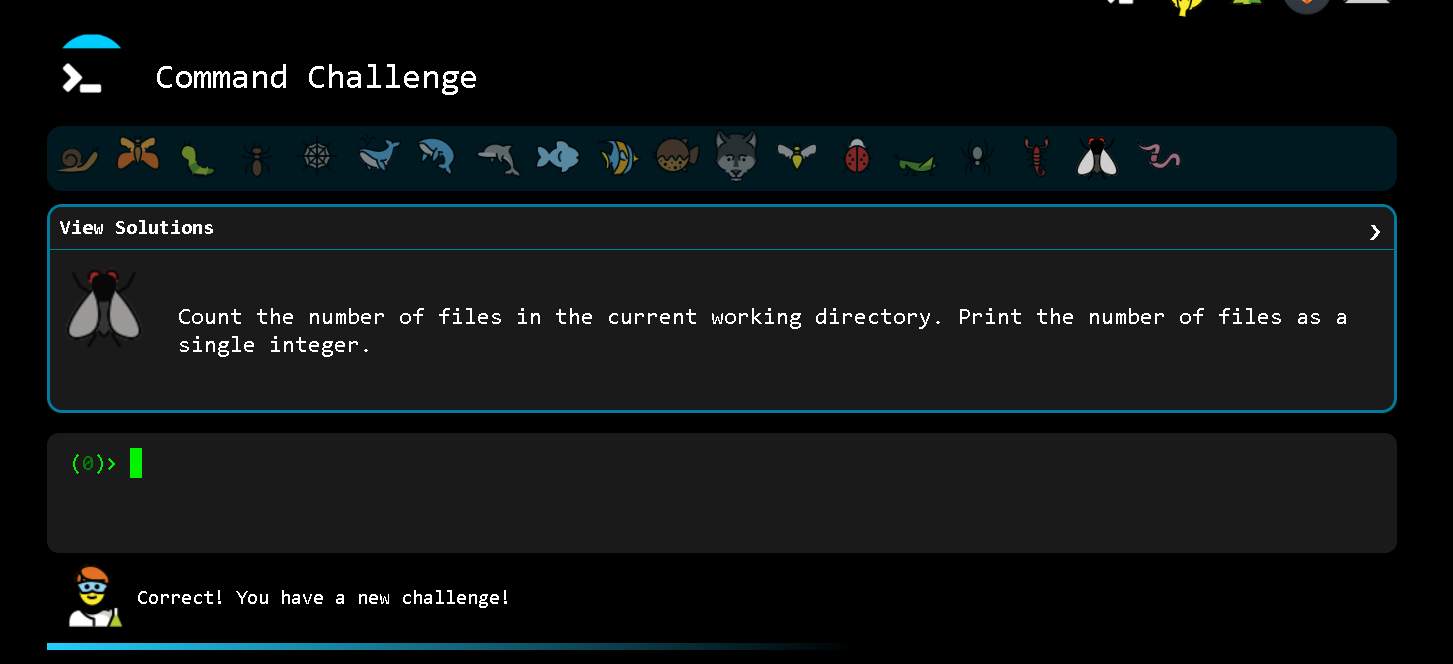 Command Challenge
View Solutions
Count the number of files in the current working directory. Print the number of files as a
single integer.
(0)>
Correct! You have a new challenge!